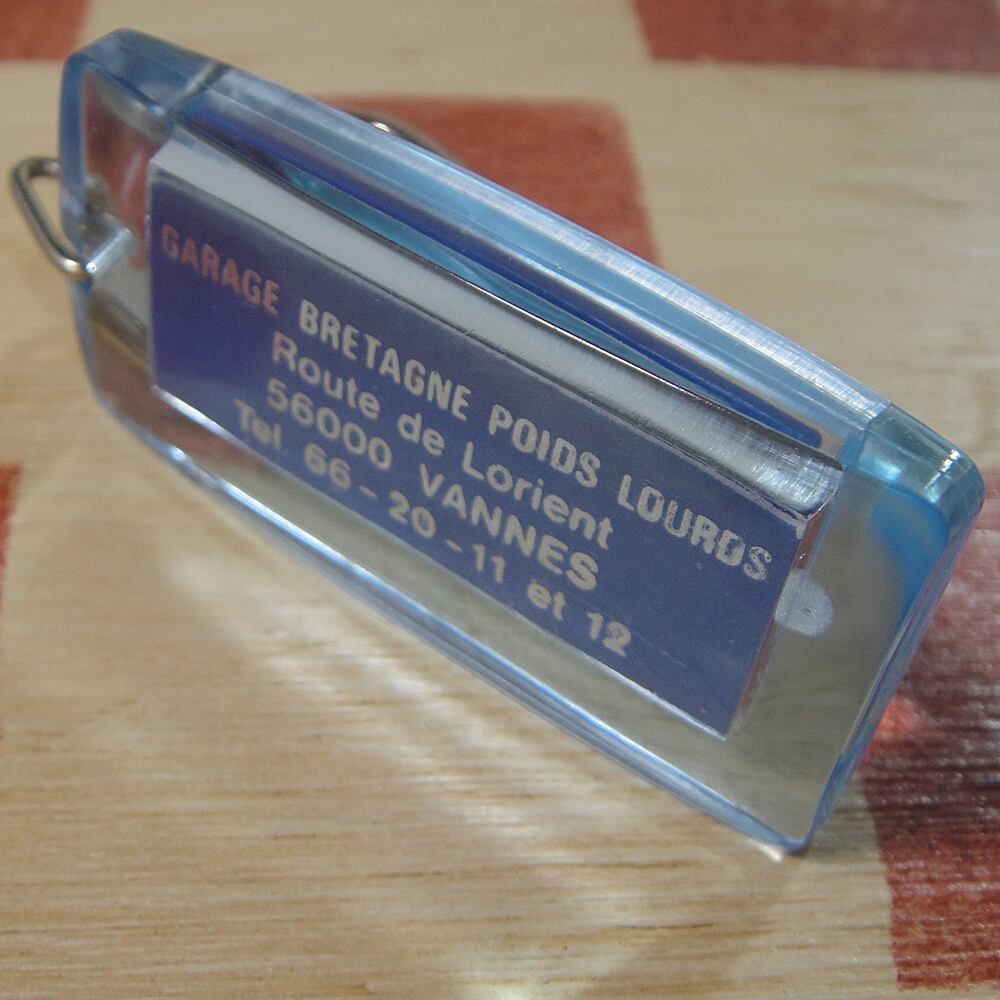 GARAGE BRETAGNE POIDS LOURDS
Route de Lorient
56000 VANNES
Tel. 66-20-11 et 12